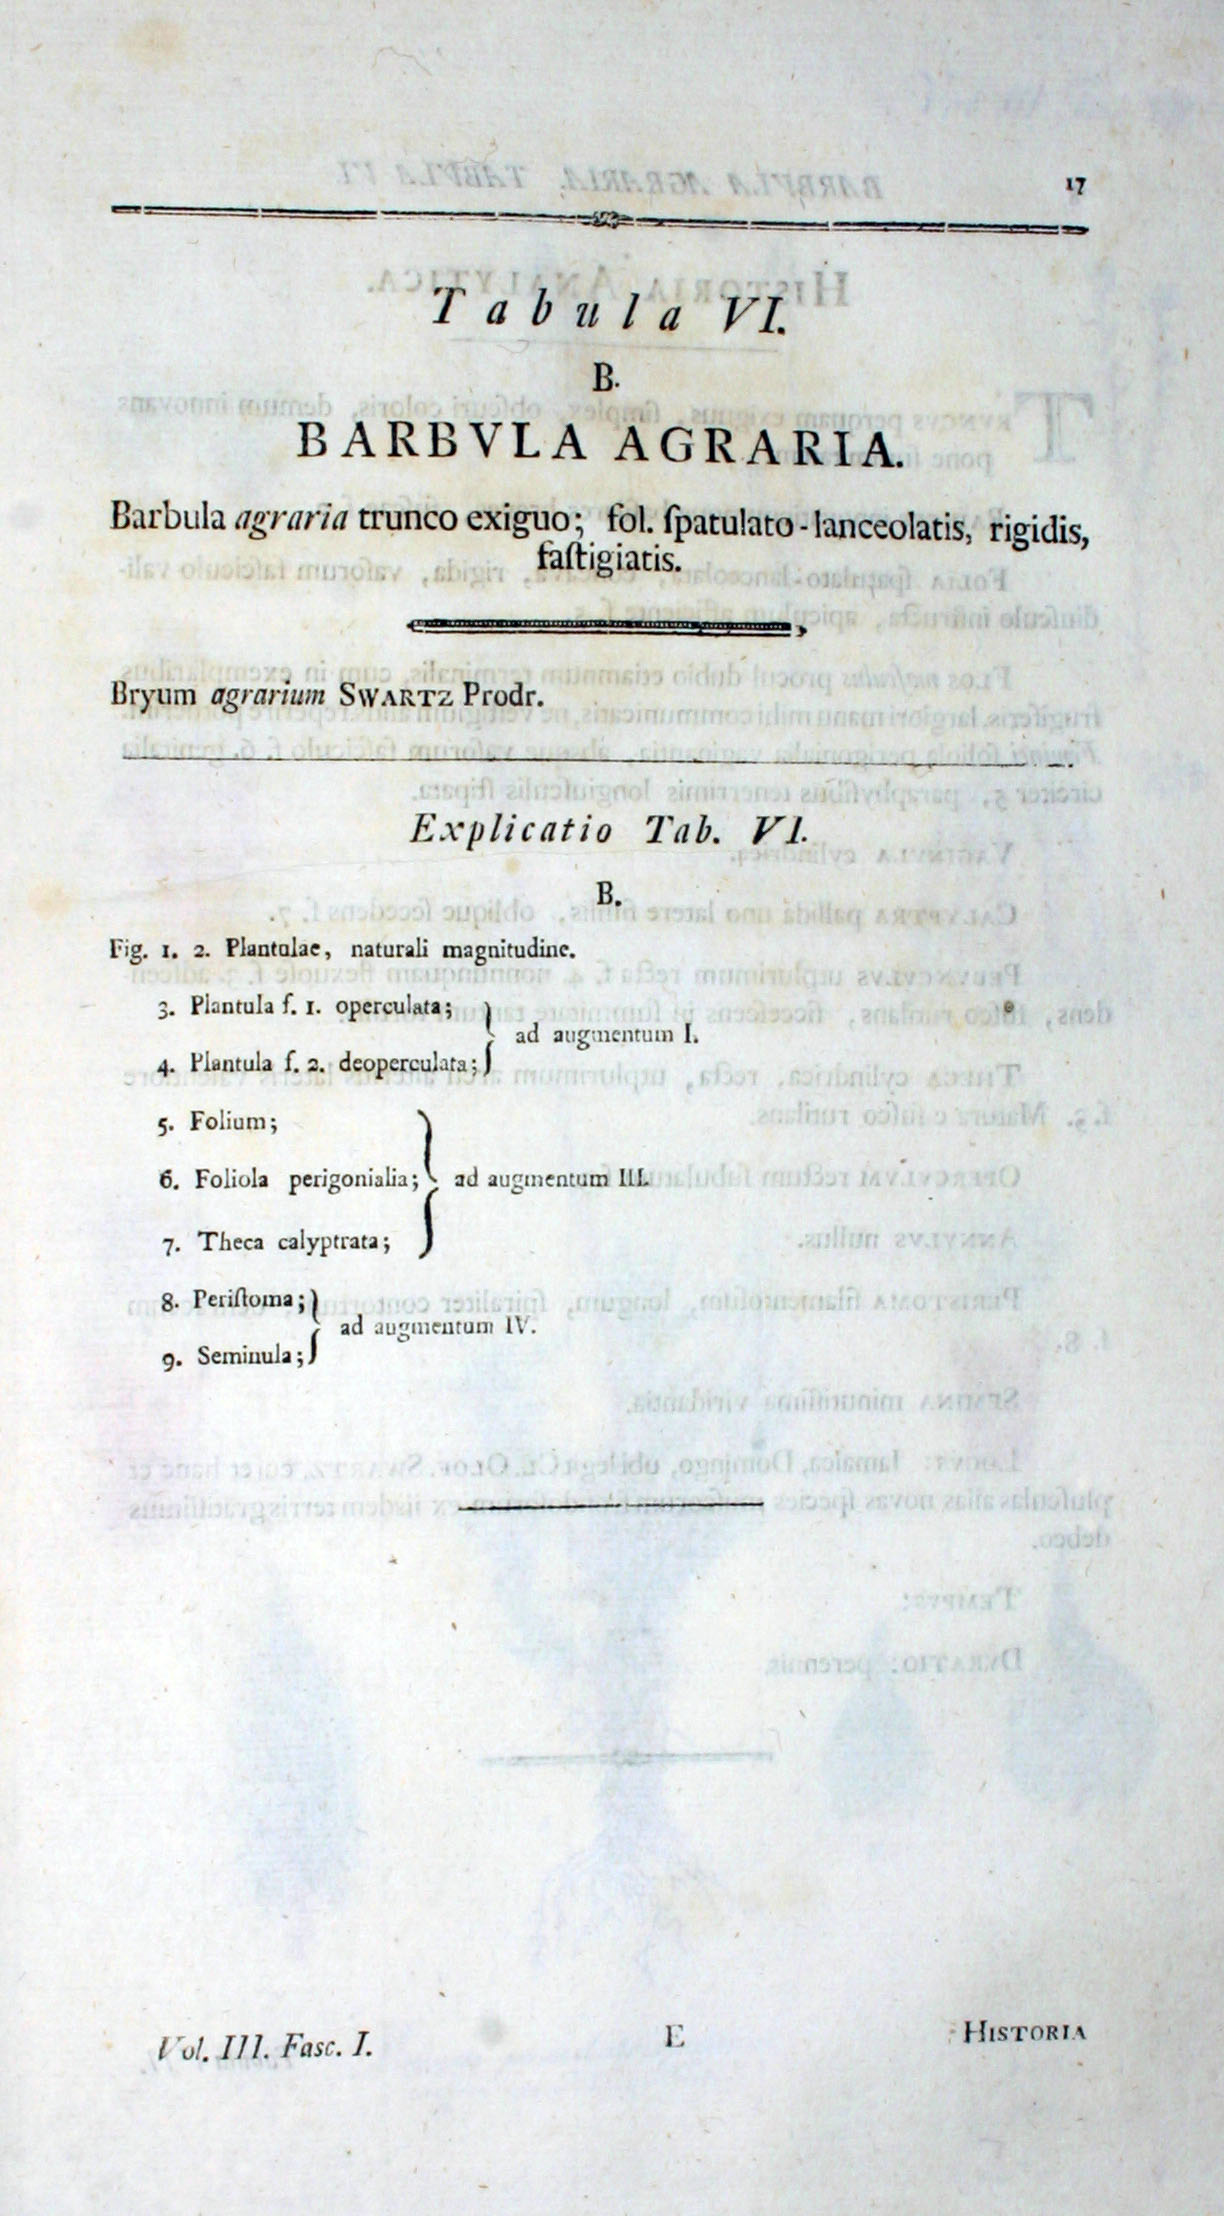 17
Tabula VI.
B.
BARBVLA AGRARIA.
Barbula agraria trunco exiguo; fol. ſpatulato-lanceolatis, rigidis,
faſtigiatis.
Bryum agrarium SWARTZ Prodr.
Explicatio Tab. VI.
B.
Fig. 1. 2. Plantulae, naturali magnitudine.
3. Plantula f. 1. operculata;
ad augmentum I.
4. Plantula f. 2. deoperculata;
5. Folium;
6. Foliola perigonialia; ad augmentum III.
7. Theca calyptrata;
8. Periſtoma;
ad augmentum IV.
9. Seminula;
Vol. III. Fasc. I. E HISTORIA